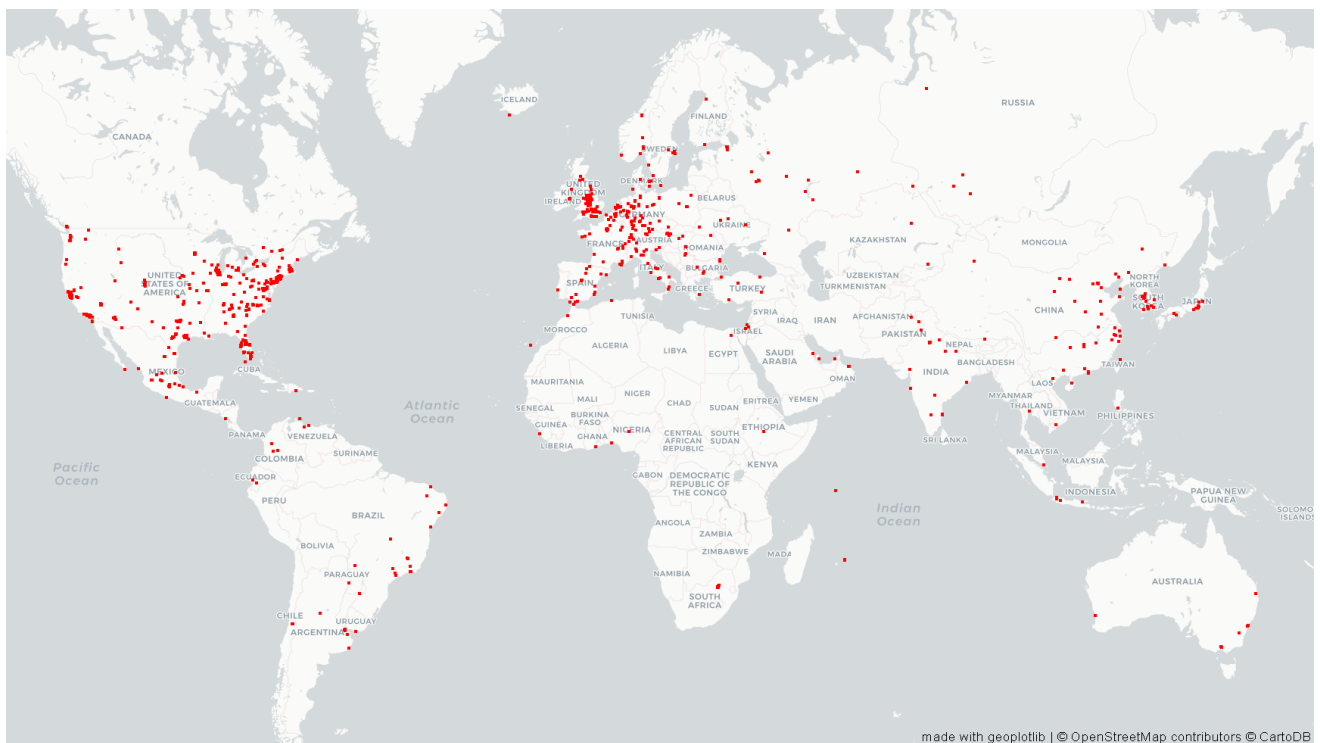 ICELAND
RUSSIA
FINLAND
CANADA
SWEDEN
UNITED
KINGDOM
DENMARK
IRELAND
BELARUS
GERMANY
UKRAINE
FRANCE
AUSTRIA
KAZAKHSTAN
MONGOLIA
ROMANIA
ITALY
BULGARIA
UNITED
STATES OF
AMERICA
SPAIN
GREECE
TURKEY
UZBEKISTAN
TURKMENISTAN
NORTH
KOREA
SOUTH
KOREA
JAPAN
CHINA
TUNISIA
SYRIA
MOROCCO
ISRAEL
IRAQ
IRAN
AFGHANISTAN
PAKISTAN
ALGERIA
LIBYA
EGYPT
SAUDI
ARABIA
NEPAL
BANGLADESH
TAIWAN
MEXICO
CUBA
INDIA
OMAN
MAURITANIA
MYANMAR
LAOS
GUATEMALA
Atlantic
Ocean
SENEGAL
MALI
NIGER
CHAD
SUDAN
ERITREA
YEMEN
THAILAND
VIETNAM
PHILIPPINES
BURKINA
FASO
GUINEA
GHANA
NIGERIA
LIBERIA
CENTRAL
AFRICAN
REPUBLIC
SOUTH
SUDAN
ETHIOPIA
SRI LANKA
PANAMA
VENEZUELA
SURINAME
COLOMBIA
MALAYSIA
MALAYSIA
Pacific
Ocean
ECUADOR
PERU
GABON
DEMOCRATIC
REPUBLIC OF
THE CONGO
KENYA
INDONESIA
PAPUA NEW
GUINEA
Indian
Ocean
SOLOMO
ISLANDS
BRAZIL
ANGOLA
ZAMBIA
BOLIVIA
ZIMBABWE
MADA
PARAGUAY
NAMIBIA
AUSTRALIA
SOUTH
AFRICA
CHILE
URUGUAY
ARGENTINA
made with geoplotlib | © OpenStreetMap contributors © CartoDB